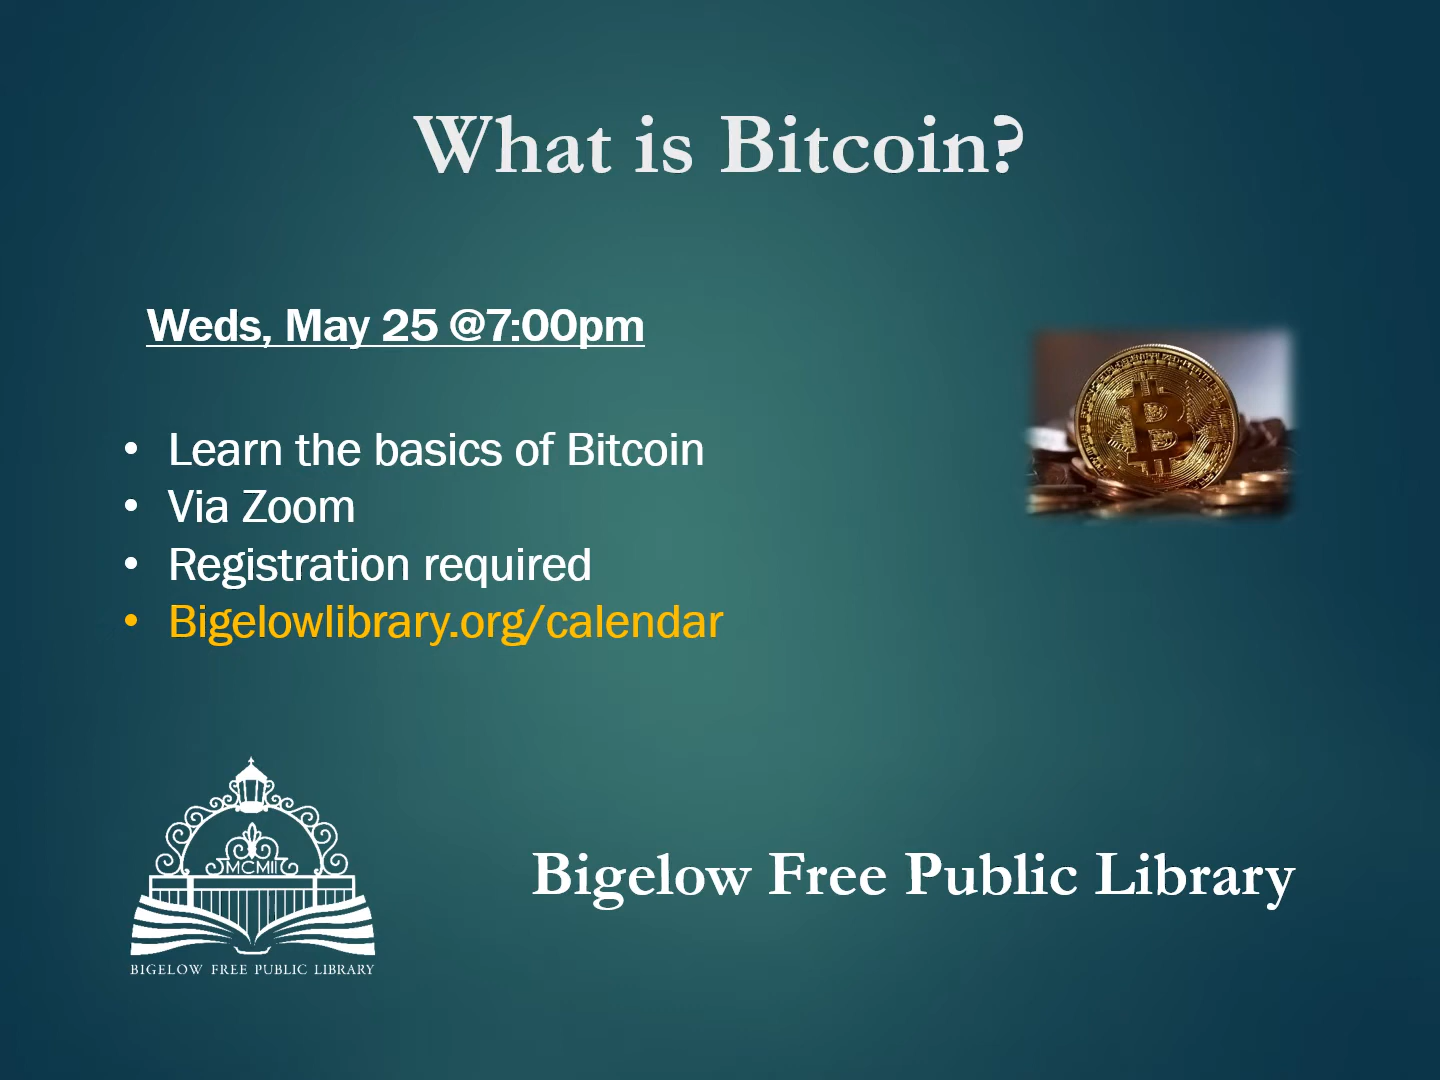 What is Bitcoin?
Weds, May 25 @7:00pm
• Learn the basics of Bitcoin
• Via Zoom
• Registration required
• Bigelowlibrary.org/calendar
MCMII
BIGELOW FREE PUBLIC LIBRARY
Bigelow Free Public Library